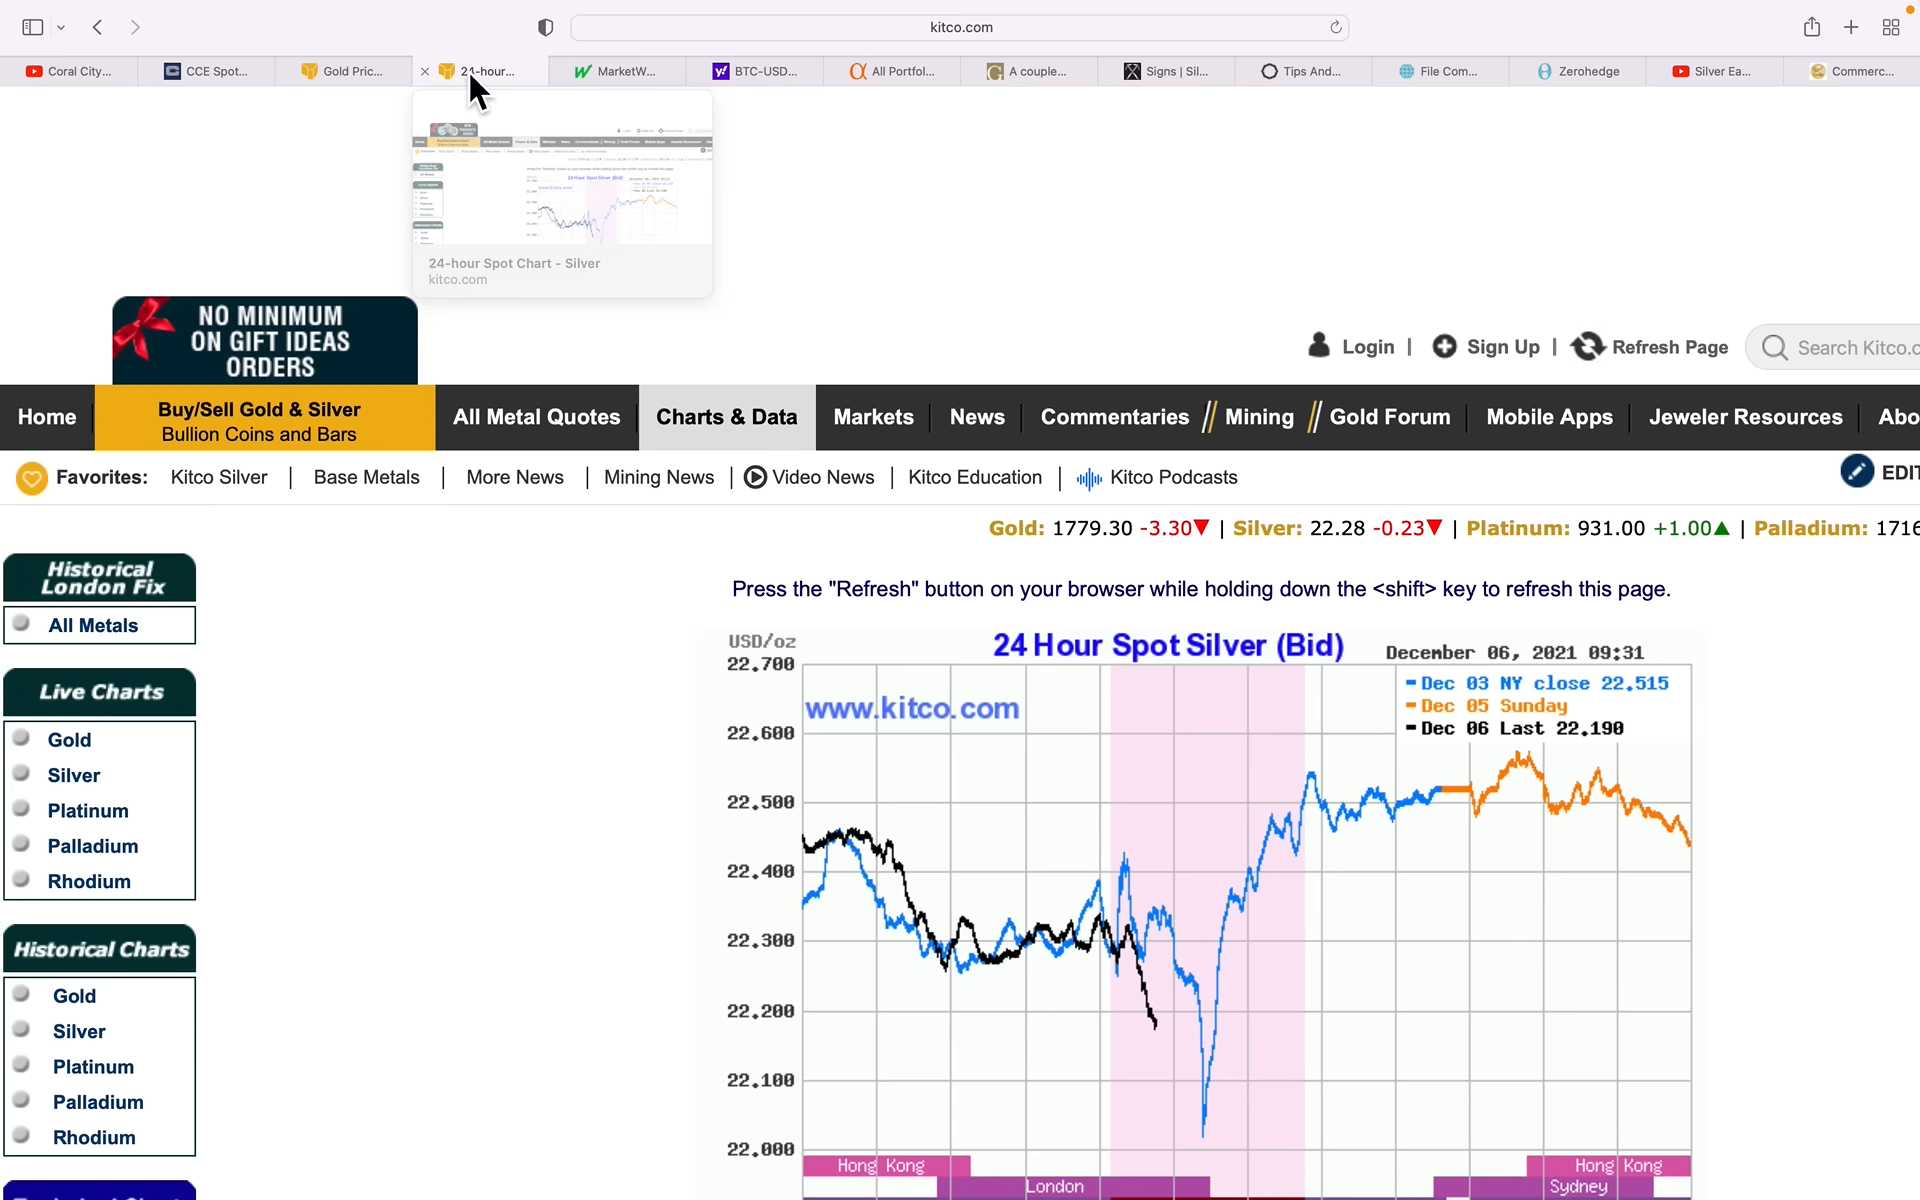 kitco.com
Coral City...
CCE Spot...
Gold Pric...
24-hour...
MarketW...
BTC-USD...
All Portfol...
A couple...
Signs | Sil...
Tips And...
File Com...
Zerohedge
Silver Ea...
Commerc...
24-hour Spot Chart - Silver
kitco.com
NO MINIMUM
ON GIFT IDEAS
ORDERS
Login | Sign Up | Refresh Page
Search Kitco.c
Home
Buy/Sell Gold & Silver
Bullion Coins and Bars
All Metal Quotes
Charts & Data
Markets
News
Commentaries // Mining // Gold Forum
Mobile Apps
Jeweler Resources
Abo
Favorites: Kitco Silver | Base Metals | More News | Mining News | Video News | Kitco Education | Kitco Podcasts
EDIT
Gold: 1779.30 -3.30▼ | Silver: 22.28 -0.23▼ | Platinum: 931.00 +1.00▲ | Palladium: 1716
Historical
London Fix
All Metals
Live Charts
Gold
Silver
Platinum
Palladium
Rhodium
Historical Charts
Gold
Silver
Platinum
Palladium
Rhodium
Press the "Refresh" button on your browser while holding down the <shift> key to refresh this page.
USD/oz
24 Hour Spot Silver (Bid)
December 06, 2021 09:31
www.kitco.com
Dec 03 NY close 22.515
Dec 05 Sunday
Dec 06 Last 22.190
22.700
22.600
22.500
22.400
22.300
22.200
22.100
22.000
Hong Kong
Hong Kong
London
Sydney